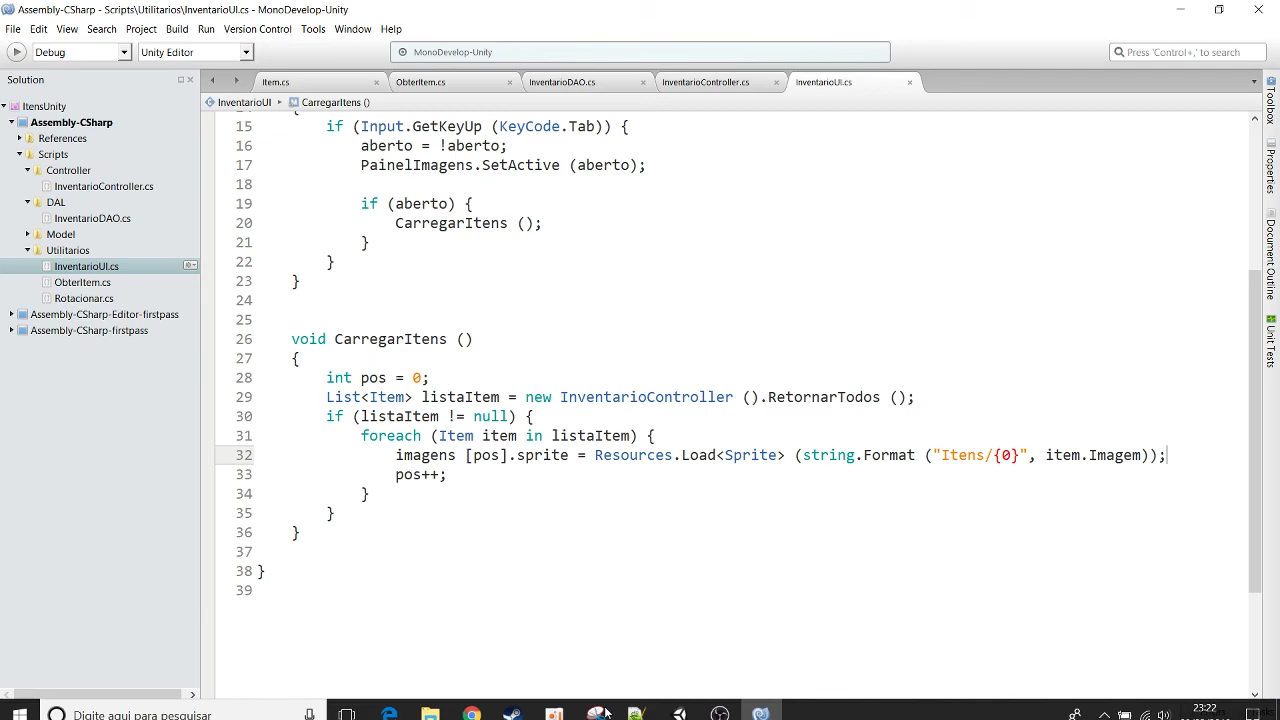 Assembly-CSharp - Scripts\Utilitarios\InventarioUI.cs - MonoDevelop-Unity
File Edit View Search Project Build Run Version Control Tools Window Help
Debug Unity Editor MonoDevelop-Unity Press 'Control+,' to search
Solution
Item.cs ObterItem.cs InventarioDAO.cs InventarioController.cs InventarioUI.cs
InventarioUI CarregarItens ()
ItensUnity
Assembly-CSharp
References
Scripts
Controller
InventarioController.cs
DAL
InventarioDAO.cs
Model
Utilitarios
InventarioUI.cs
ObterItem.cs
Rotacionar.cs
Assembly-CSharp-Editor-firstpass
Assembly-CSharp-firstpass
15 if (Input.GetKeyUp (KeyCode.Tab)) {
16 aberto = !aberto;
17 PainelImagens.SetActive (aberto);
18
19 if (aberto) {
20 CarregarItens ();
21 }
22 }
23 }
24
25
26 void CarregarItens ()
27 {
28 int pos = 0;
29 List<Item> listaItem = new InventarioController ().RetornarTodos ();
30 if (listaItem != null) {
31 foreach (Item item in listaItem) {
32 imagens [pos].sprite = Resources.Load<Sprite> (string.Format ("Itens/{0}", item.Imagem));
33 pos++;
34 }
35 }
36 }
37
38 }
39
Toolbox
Properties
Document Outline
Unit Tests
Digite aqui para pesquisar
23:22